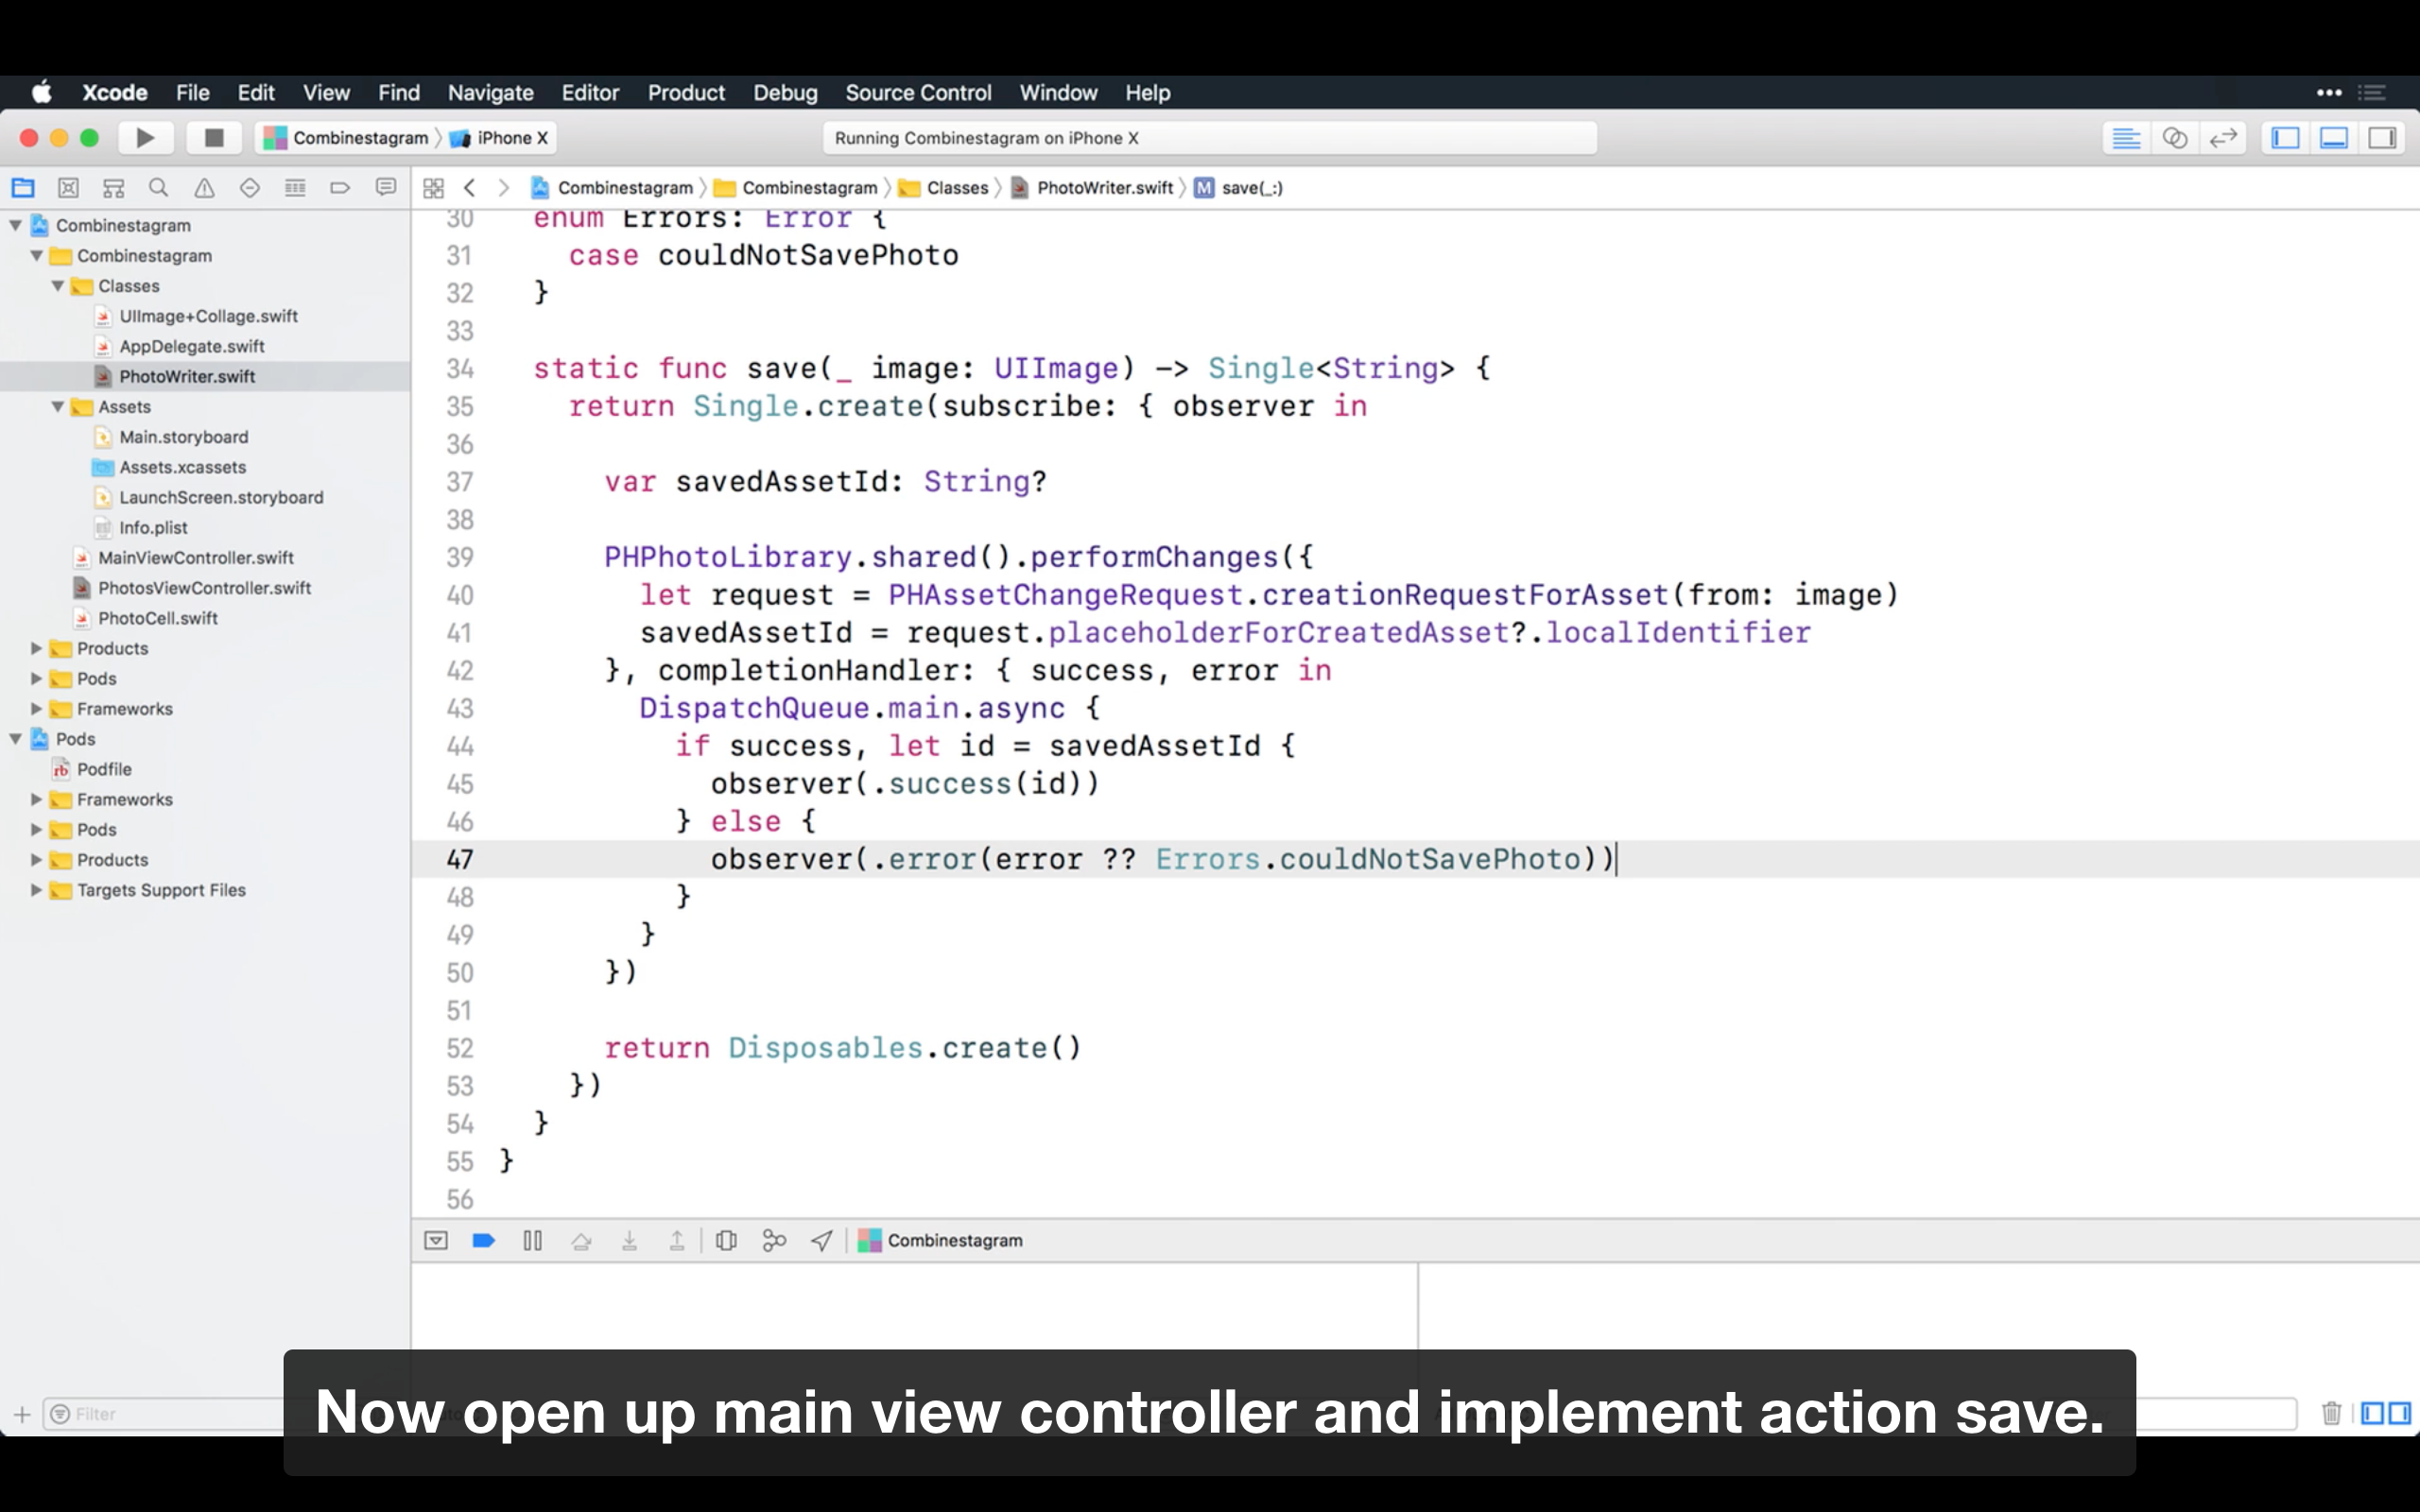 Xcode File Edit View Find Navigate Editor Product Debug Source Control Window Help
Combinestagram iPhone X
Running Combinestagram on iPhone X
Combinestagram Combinestagram Classes PhotoWriter.swift M save(_:)
Combinestagram
Combinestagram
Classes
UIImage+Collage.swift
AppDelegate.swift
PhotoWriter.swift
Assets
Main.storyboard
Assets.xcassets
LaunchScreen.storyboard
Info.plist
MainViewController.swift
PhotosViewController.swift
PhotoCell.swift
Products
Pods
Frameworks
Pods
rb Podfile
Frameworks
Pods
Products
Targets Support Files
30 enum Errors: Error {
31 case couldNotSavePhoto
32 }
33
34 static func save(_ image: UIImage) -> Single<String> {
35 return Single.create(subscribe: { observer in
36
37 var savedAssetId: String?
38
39 PHPhotoLibrary.shared().performChanges({
40 let request = PHAssetChangeRequest.creationRequestForAsset(from: image)
41 savedAssetId = request.placeholderForCreatedAsset?.localIdentifier
42 }, completionHandler: { success, error in
43 DispatchQueue.main.async {
44 if success, let id = savedAssetId {
45 observer(.success(id))
46 } else {
47 observer(.error(error ?? Errors.couldNotSavePhoto))
48 }
49 }
50 })
51
52 return Disposables.create()
53 })
54 }
55 }
56
Combinestagram
Filter
Now open up main view controller and implement action save.